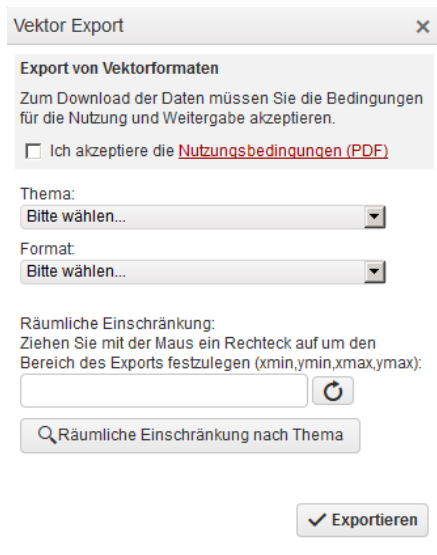 Vektor Export
Export von Vektorformaten
Zum Download der Daten müssen Sie die Bedingungen
für die Nutzung und Weitergabe akzeptieren.
Ich akzeptiere die Nutzungsbedingungen (PDF)
Thema:
Bitte wählen...
Format:
Bitte wählen...
Räumliche Einschränkung:
Ziehen Sie mit der Maus ein Rechteck auf um den
Bereich des Exports festzulegen (xmin,ymin,xmax,ymax):
Räumliche Einschränkung nach Thema
Exportieren